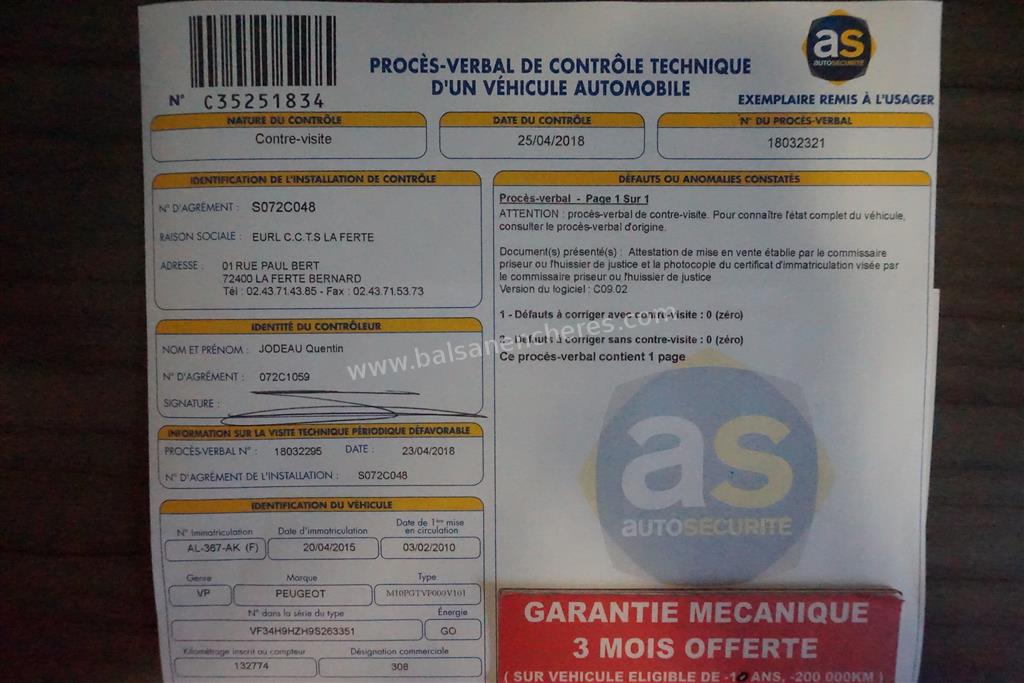 N° C35251834
PROCÈS-VERBAL DE CONTRÔLE TECHNIQUE
D'UN VÉHICULE AUTOMOBILE
as
AUTOSÉCURITÉ
EXEMPLAIRE REMIS À L'USAGER
NATURE DU CONTRÔLE
Contre-visite
DATE DU CONTRÔLE
25/04/2018
N° DU PROCÈS-VERBAL
18032321
IDENTIFICATION DE L'INSTALLATION DE CONTRÔLE
N° D'AGRÉMENT : S072C048
RAISON SOCIALE : EURL C.C.T.S LA FERTE
ADRESSE : 01 RUE PAUL BERT
72400 LA FERTE BERNARD
Tél : 02.43.71.43.85 - Fax : 02.43.71.53.73
IDENTITÉ DU CONTRÔLEUR
NOM ET PRÉNOM : JODEAU Quentin
N° D'AGRÉMENT : 072C1059
SIGNATURE :
INFORMATION SUR LA VISITE TECHNIQUE PÉRIODIQUE DÉFAVORABLE
PROCÈS-VERBAL N° : 18032295 DATE : 23/04/2018
N° D'AGRÉMENT DE L'INSTALLATION : S072C048
IDENTIFICATION DU VÉHICULE
N° Immatriculation Date d'immatriculation Date de 1ère mise
en circulation
AL-367-AK (F) 20/04/2015 03/02/2010
Genre Marque Type
VP PEUGEOT M10PGTVP000V101
N° dans la série du type Énergie
VF34H9HZH9S263351 GO
Kilométrage inscrit au compteur Désignation commerciale
132774 308
DÉFAUTS OU ANOMALIES CONSTATÉS
Procès-verbal - Page 1 Sur 1
ATTENTION : procès-verbal de contre-visite. Pour connaître l'état complet du véhicule,
consulter le procès-verbal d'origine.
Document(s) présenté(s) : Attestation de mise en vente établie par le commissaire
priseur ou l'huissier de justice et la photocopie du certificat d'immatriculation visée par
le commissaire priseur ou l'huissier de justice
Version du logiciel : C09.02
1 - Défauts à corriger avec contre-visite : 0 (zéro)
2 - Défauts à corriger sans contre-visite : 0 (zéro)
Ce procès-verbal contient 1 page
www.balsanencheres.com
as
AUTOSÉCURITÉ
GARANTIE MECANIQUE
3 MOIS OFFERTE
( SUR VEHICULE ELIGIBLE DE -10 ANS, -200 000KM )